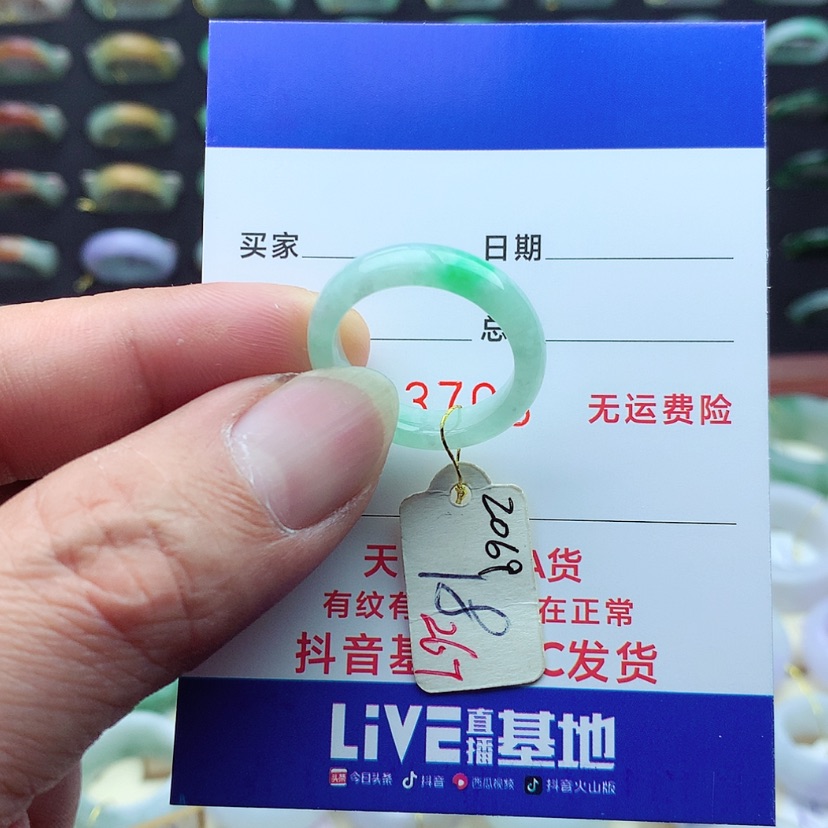 买家 日期
总
370
无运费险
天 A货
有纹有 在正常
抖音基 C发货
2069
18
267
LiVE直播基地
头条 今日头条 抖音 西瓜视频 抖音火山版